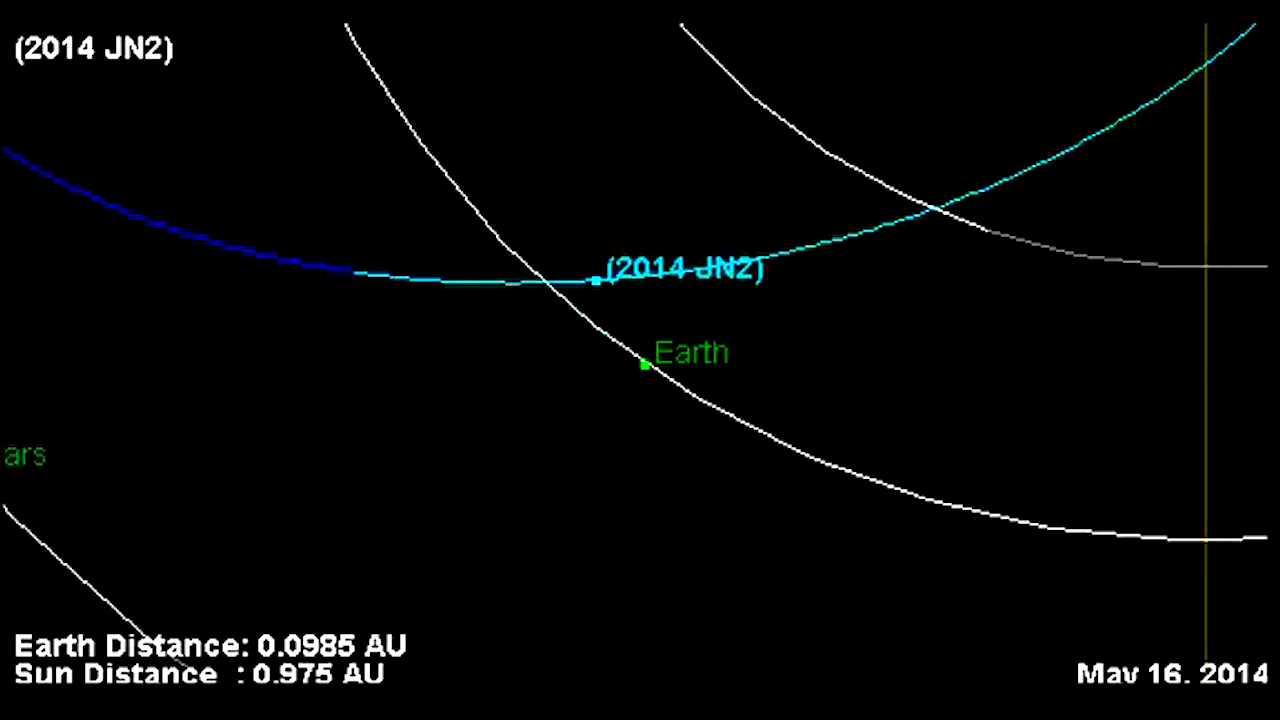 (2014 JN2)
(2014 JN2)
Earth
ars
Earth Distance: 0.0985 AU
Sun Distance : 0.975 AU
May 16, 2014